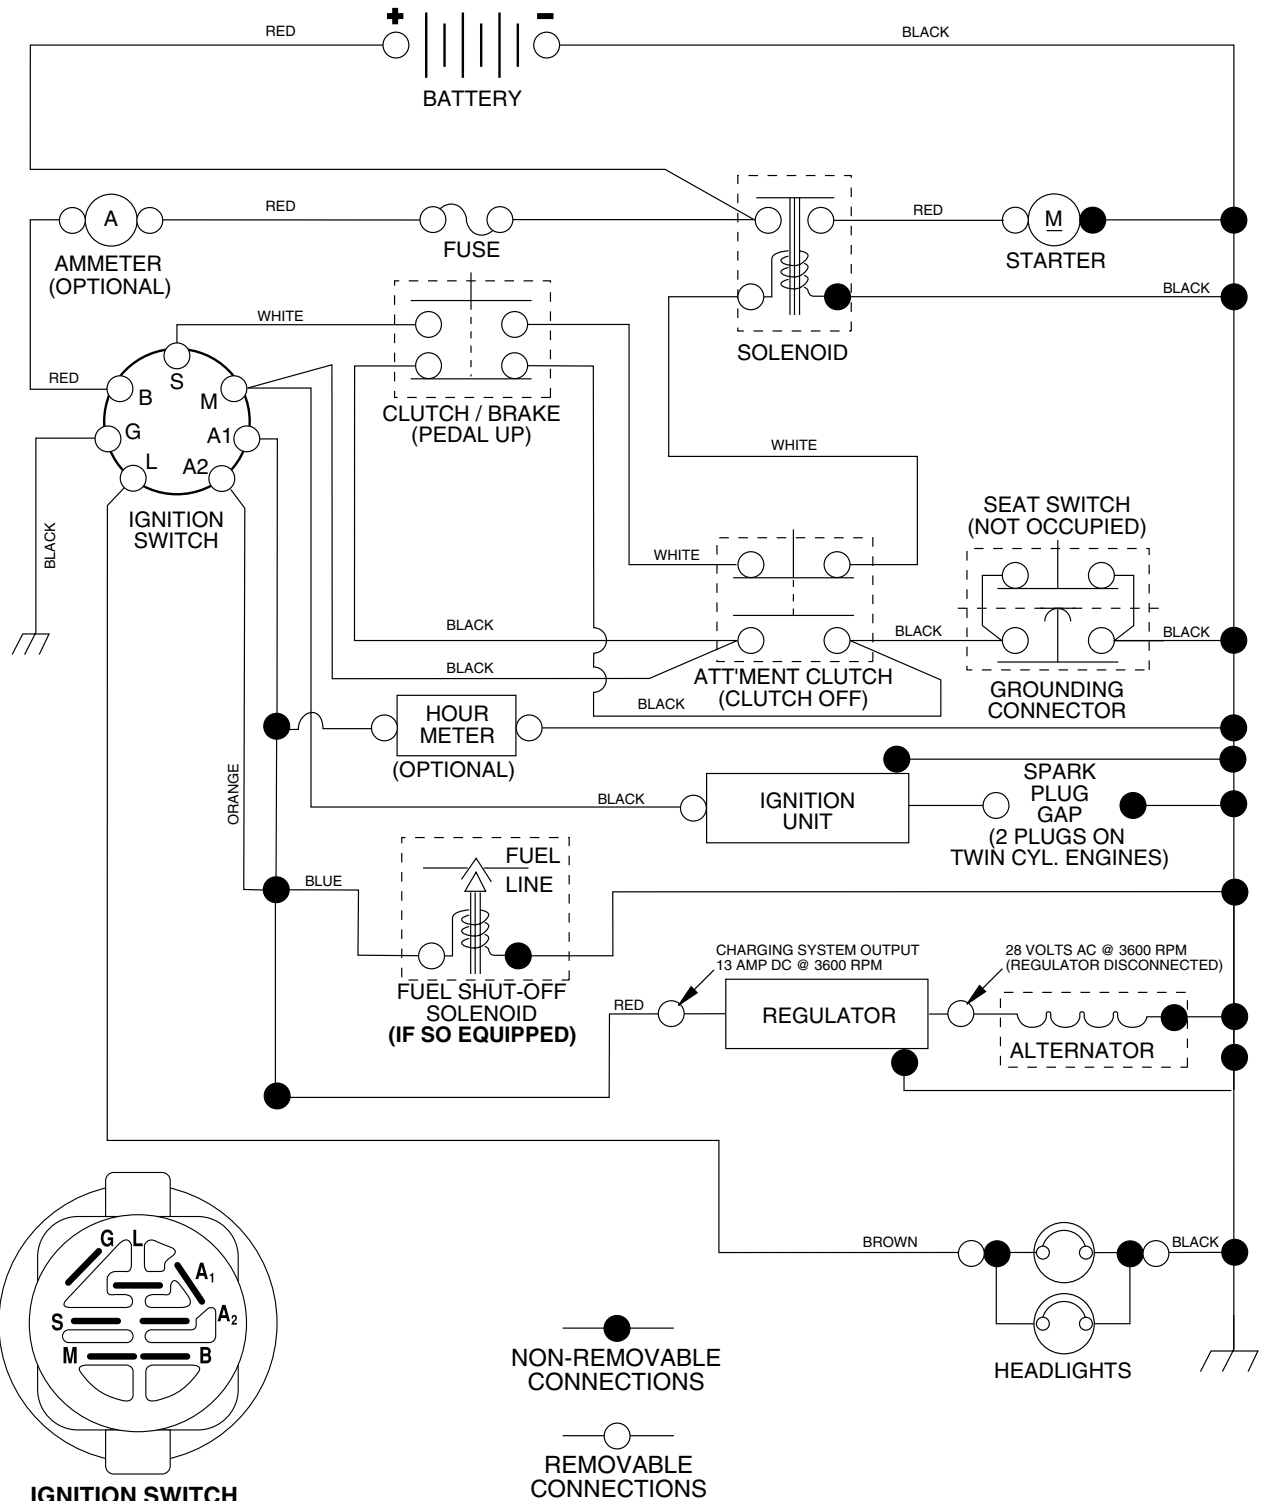 + −
RED
BLACK
BATTERY
A
RED
FUSE
RED
M
STARTER
AMMETER
(OPTIONAL)
BLACK
WHITE
SOLENOID
RED
S
B
M
G
A1
L
A2
CLUTCH / BRAKE
(PEDAL UP)
WHITE
IGNITION
SWITCH
BLACK
SEAT SWITCH
(NOT OCCUPIED)
WHITE
BLACK
BLACK
BLACK
BLACK
ATT'MENT CLUTCH
(CLUTCH OFF)
GROUNDING
CONNECTOR
BLACK
HOUR
METER
(OPTIONAL)
ORANGE
BLACK
IGNITION
UNIT
SPARK
PLUG
GAP
(2 PLUGS ON
TWIN CYL. ENGINES)
BLUE
FUEL
LINE
FUEL SHUT-OFF
SOLENOID
(IF SO EQUIPPED)
CHARGING SYSTEM OUTPUT
13 AMP DC @ 3600 RPM
28 VOLTS AC @ 3600 RPM
(REGULATOR DISCONNECTED)
RED
REGULATOR
ALTERNATOR
G L
A1
A2
S
M
B
IGNITION SWITCH
BROWN
BLACK
HEADLIGHTS
NON-REMOVABLE
CONNECTIONS
REMOVABLE
CONNECTIONS